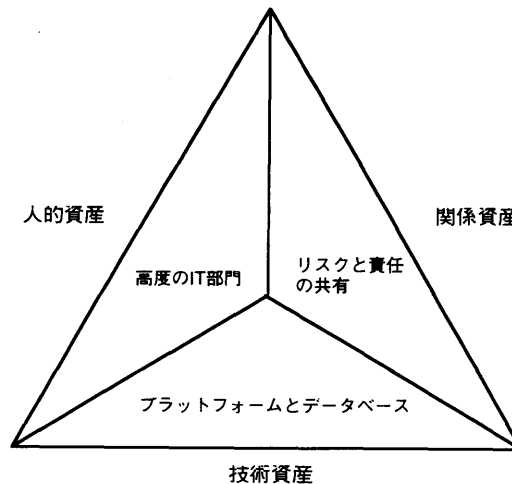 人的資産
関係資産
高度のIT部門
リスクと責任
の共有
プラットフォームとデータベース
技術資産